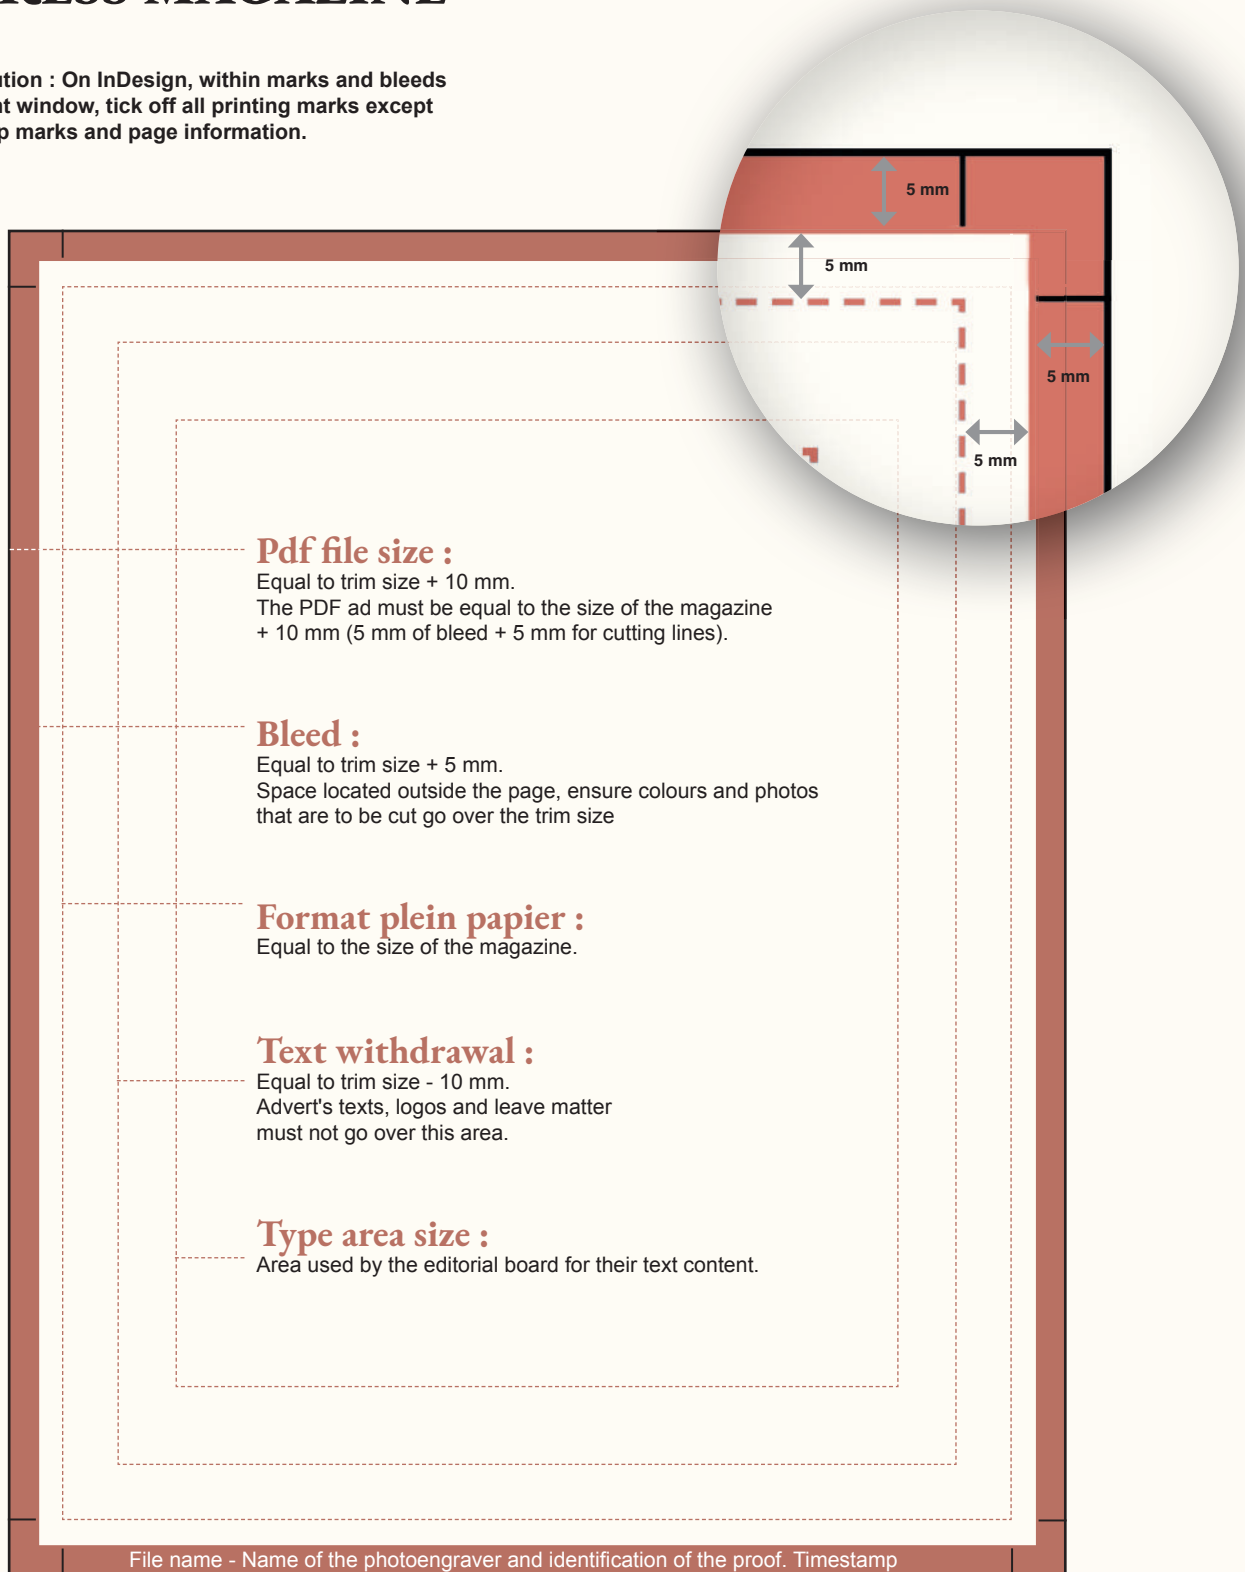 MAGAZINE
: On InDesign, within marks and bleeds
window, tick off all printing marks except
marks and page information.
5 mm
5 mm
5 mm
5 mm
Pdf file size :
Equal to trim size + 10 mm.
The PDF ad must be equal to the size of the magazine
+ 10 mm (5 mm of bleed + 5 mm for cutting lines).
Bleed :
Equal to trim size + 5 mm.
Space located outside the page, ensure colours and photos
that are to be cut go over the trim size
Format plein papier :
Equal to the size of the magazine.
Text withdrawal :
Equal to trim size - 10 mm.
Advert's texts, logos and leave matter
must not go over this area.
Type area size :
Area used by the editorial board for their text content.
File name - Name of the photoengraver and identification of the proof. Timestamp